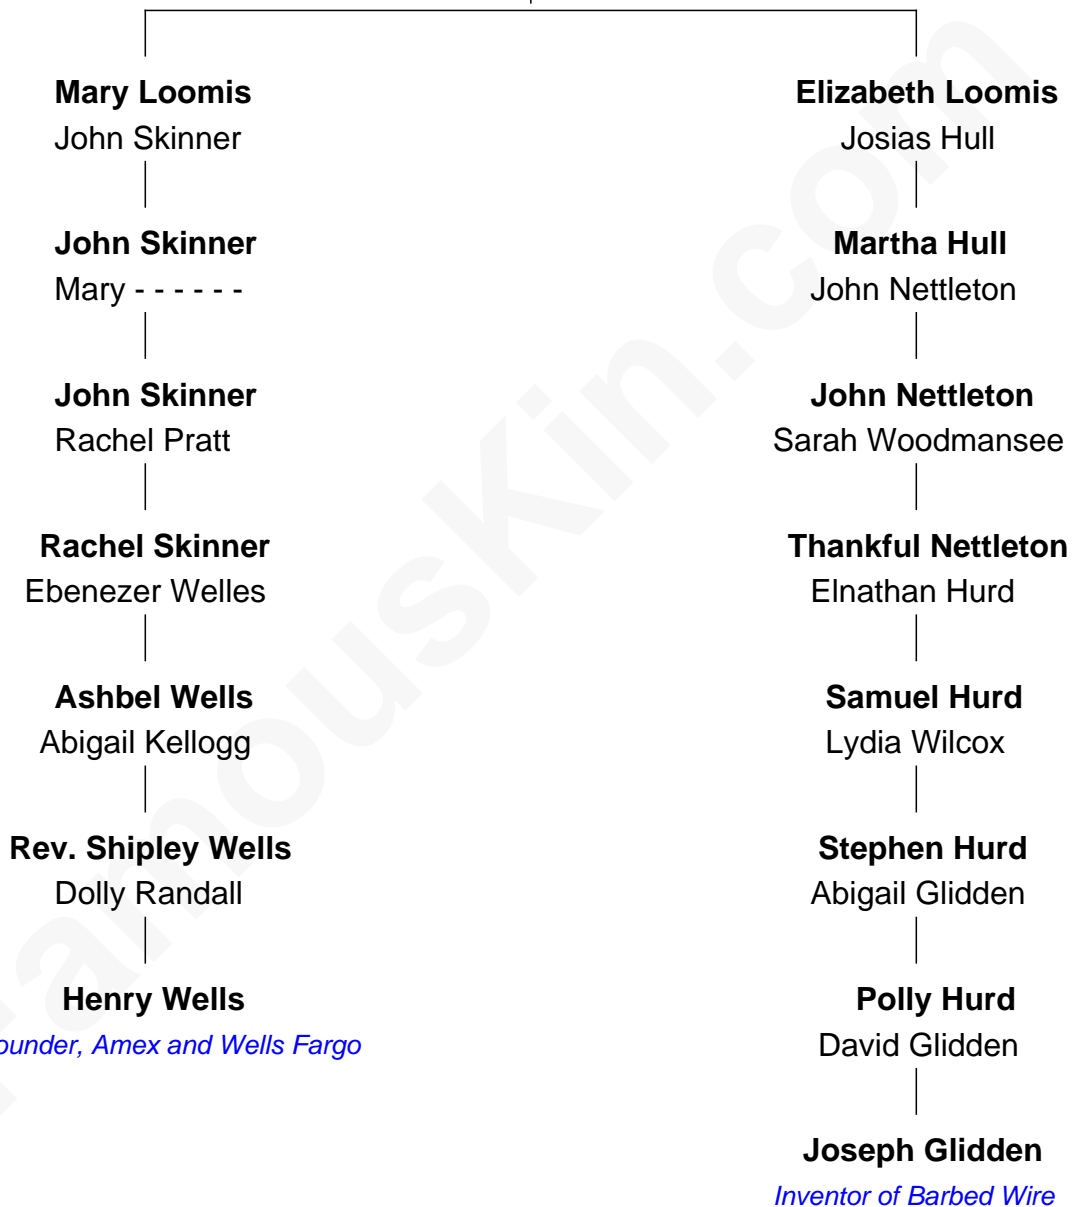 Mary Loomis
John Skinner
Elizabeth Loomis
Josias Hull
John Skinner
Mary - - - - - -
Martha Hull
John Nettleton
John Skinner
Rachel Pratt
John Nettleton
Sarah Woodmansee
Rachel Skinner
Ebenezer Welles
Thankful Nettleton
Elnathan Hurd
Ashbel Wells
Abigail Kellogg
Samuel Hurd
Lydia Wilcox
Rev. Shipley Wells
Dolly Randall
Stephen Hurd
Abigail Glidden
Henry Wells
ounder, Amex and Wells Fargo
Polly Hurd
David Glidden
Joseph Glidden
Inventor of Barbed Wire
FamousKin.com